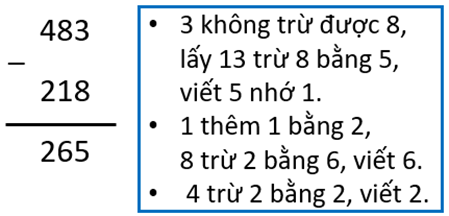 483
–
218
265
• 3 không trừ được 8,
lấy 13 trừ 8 bằng 5,
viết 5 nhớ 1.
• 1 thêm 1 bằng 2,
8 trừ 2 bằng 6, viết 6.
• 4 trừ 2 bằng 2, viết 2.